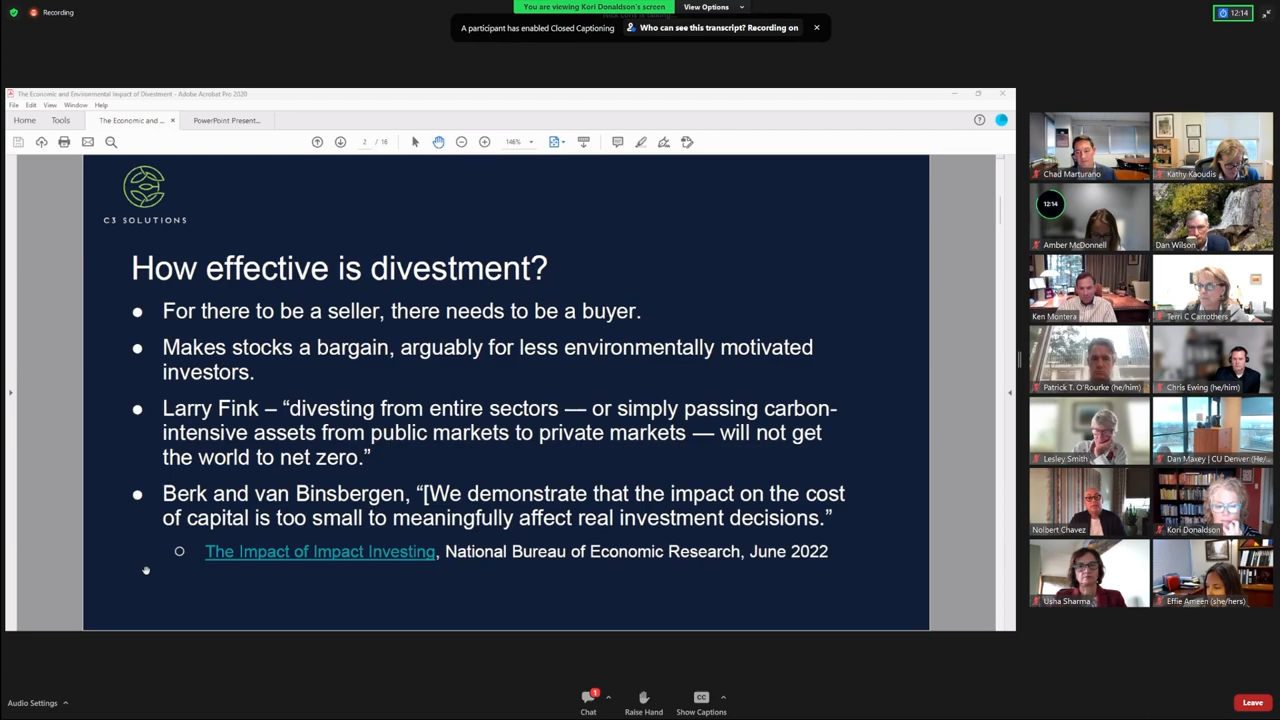 Recording
You are viewing Kori Donaldson's screen
View Options
12:14
A participant has enabled Closed Captioning
Who can see this transcript? Recording on
The Economic and Environmental Impact of Divestment - Adobe Acrobat Pro 2020
File Edit View Window Help
Home
Tools
The Economic and ...
PowerPoint Present...
2 / 16
146%
C3 SOLUTIONS
How effective is divestment?
● For there to be a seller, there needs to be a buyer.
● Makes stocks a bargain, arguably for less environmentally motivated
investors.
● Larry Fink – “divesting from entire sectors — or simply passing carbon-
intensive assets from public markets to private markets — will not get
the world to net zero.”
● Berk and van Binsbergen, “[We demonstrate that the impact on the cost
of capital is too small to meaningfully affect real investment decisions.”
○ The Impact of Impact Investing, National Bureau of Economic Research, June 2022
Chad Marturano
Kathy Kaoudis
12:14
Amber McDonnell
Dan Wilson
Ken Montera
Terri C Carrothers
Patrick T. O'Rourke (he/him)
Chris Ewing (he/him)
Lesley Smith
Dan Maxey | CU Denver (He/...
Nolbert Chavez
Kori Donaldson
Usha Sharma
Effie Ameen (she/hers)
Audio Settings
1
Chat
Raise Hand
CC
Show Captions
Leave